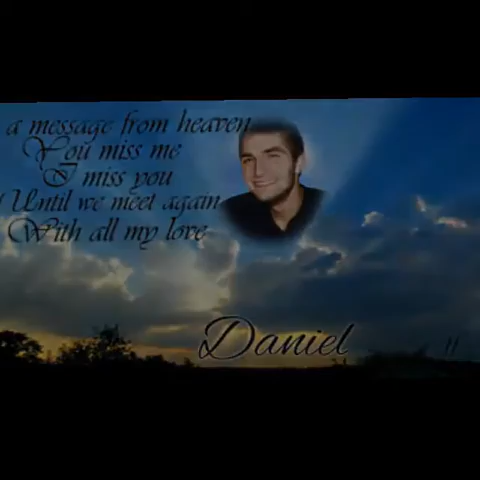 a message from heaven
You miss me
I miss you
Until we meet again
With all my love
Daniel